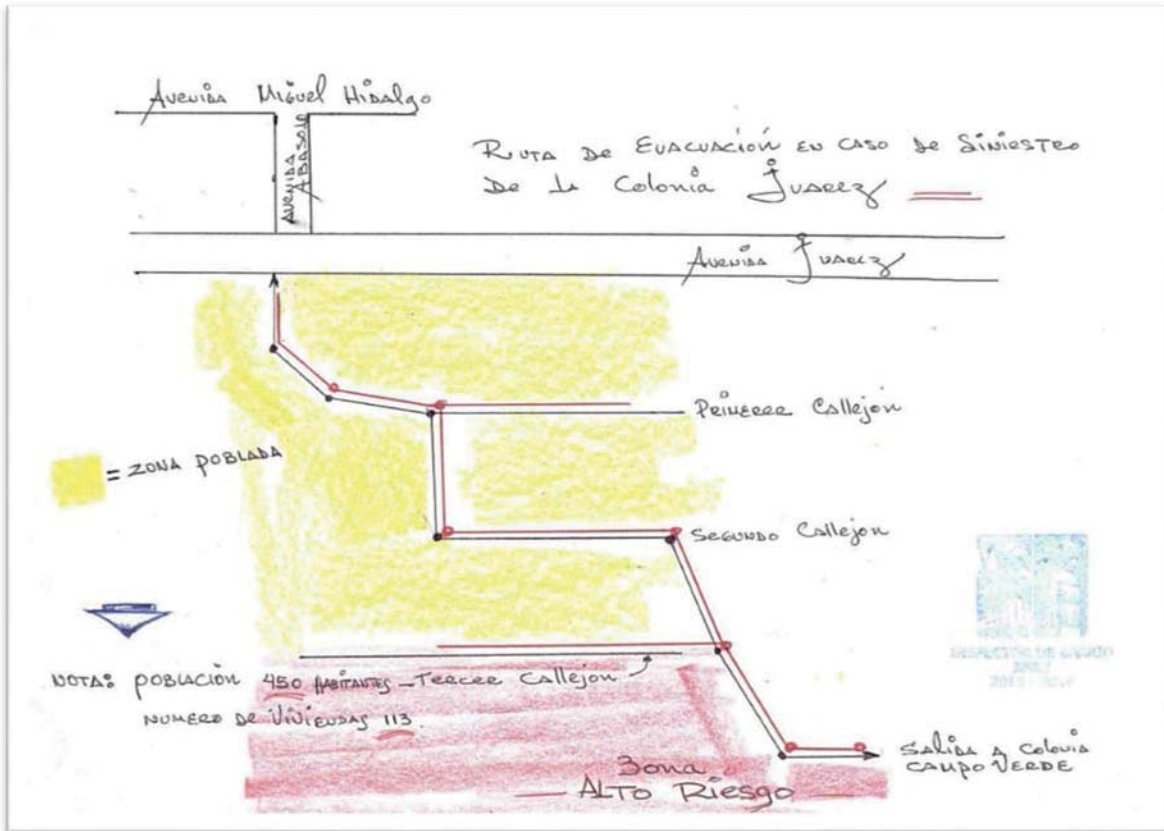 Avenida Miguel Hidalgo
AVENIDA ABASOLO
RUTA DE EVACUACIÓN EN CASO DE SINIESTRO
DE LA COLONIA JUAREZ
AVENIDA JUAREZ
PRIMERR CALLEJON
= ZONA POBLADA
SEGUNDO CALLEJON
NOTA: POBLACIÓN 450 HABITANTES - TERCER CALLEJON
NUMERO DE VIVIENDAS 113.
SALIDA A COLONIA
CAMPO VERDE
ZONA
ALTO RIESGO